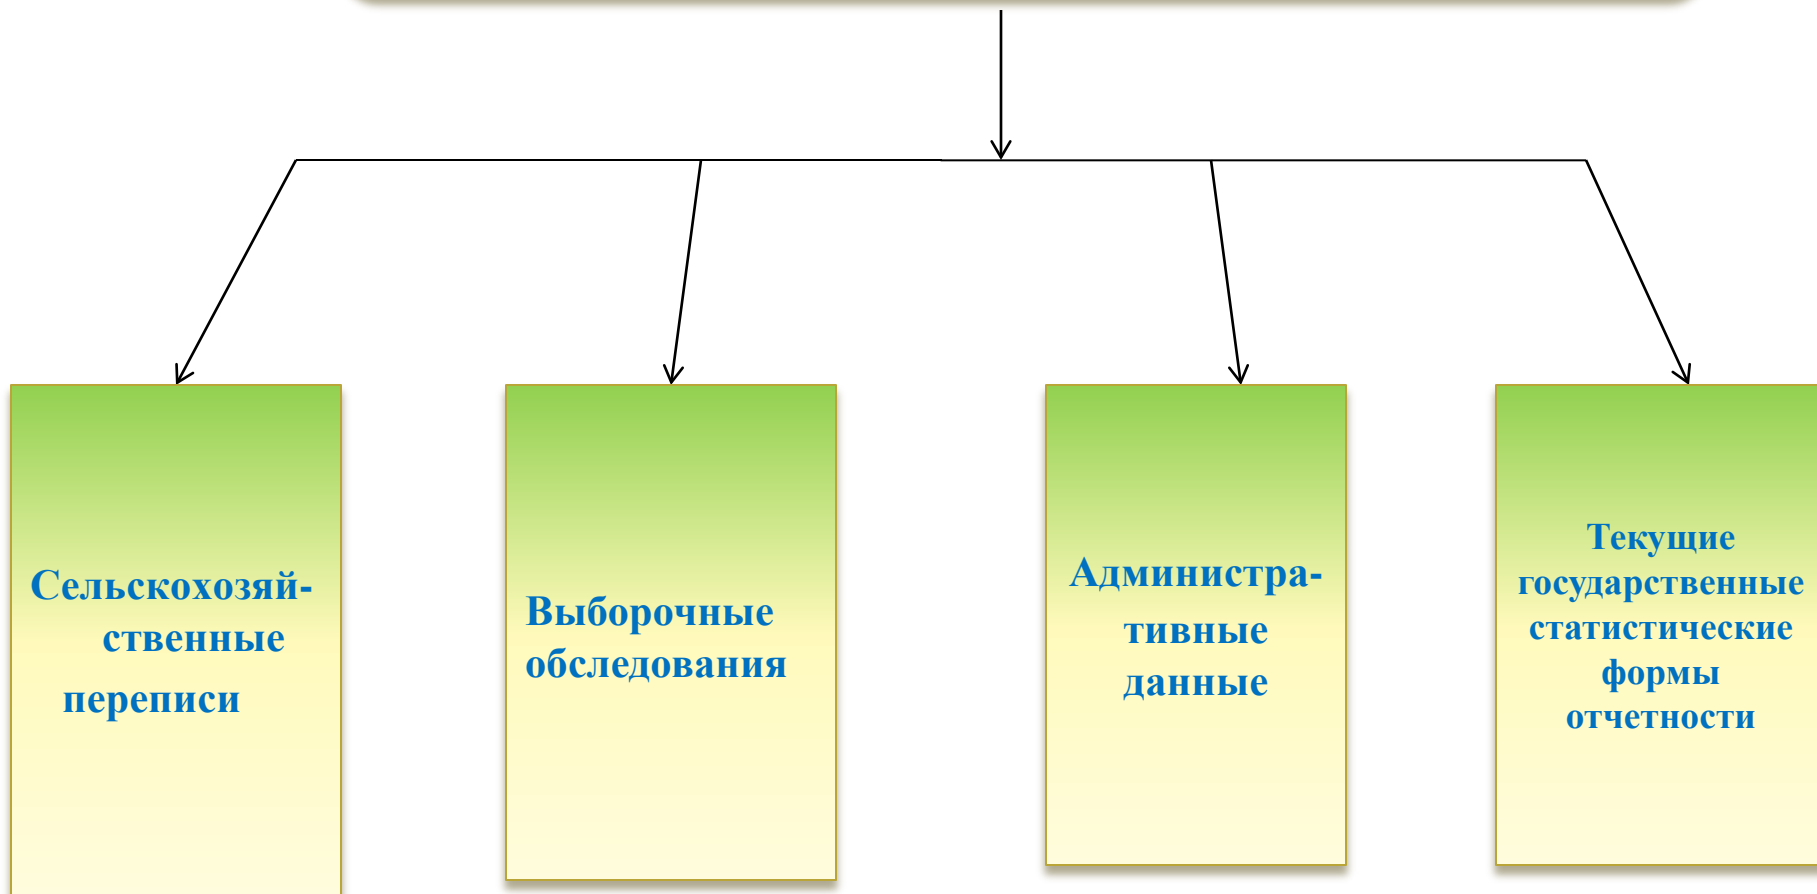 Сельскохозяй-
ственные
переписи
Выборочные
обследования
Администра-
тивные
данные
Текущие
государственные
статистические
формы
отчетности